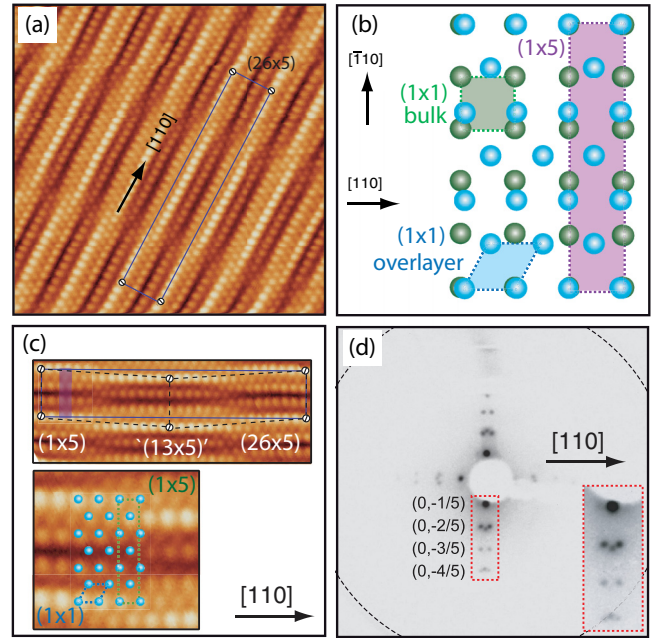 (a)
(26x5)
[110]
(b)
[1̅10]
(1x5)
(1x1)
bulk
[110]
(1x1)
overlayer
(c)
(1x5)
`(13x5)'
(26x5)
(1x5)
(1x1)
[110]
(d)
[110]
(0,-1/5)
(0,-2/5)
(0,-3/5)
(0,-4/5)